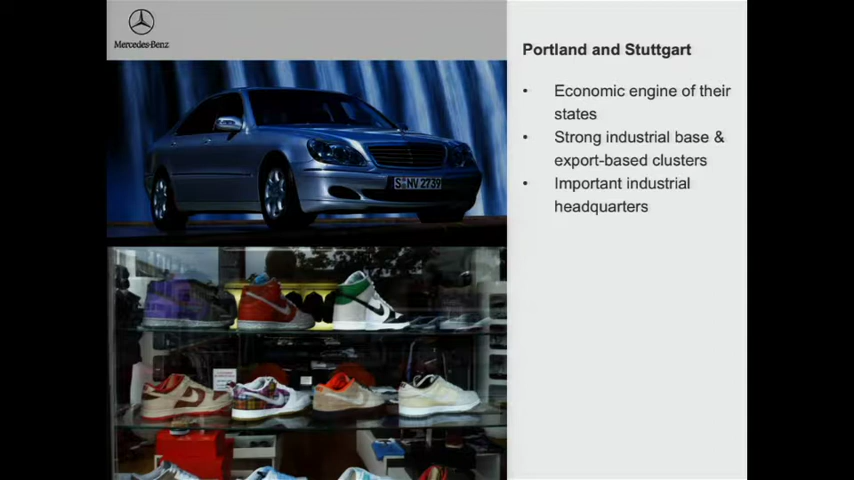 Mercedes-Benz
S·NV 2739
Portland and Stuttgart
• Economic engine of their
states
• Strong industrial base &
export-based clusters
• Important industrial
headquarters